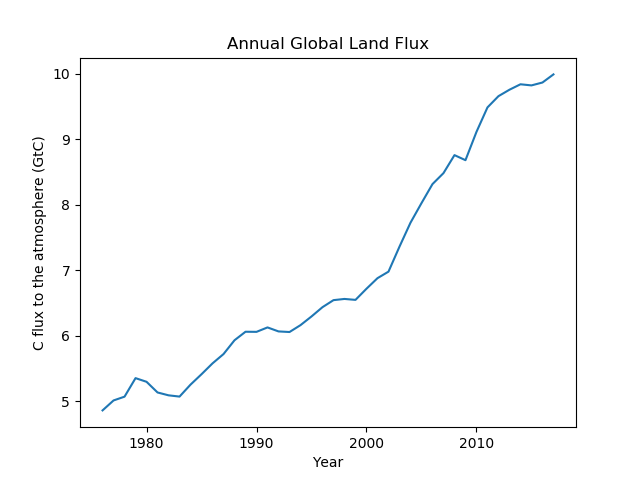 Annual Global Land Flux
C flux to the atmosphere (GtC)
10
9
8
7
6
5
1980 1990 2000 2010
Year